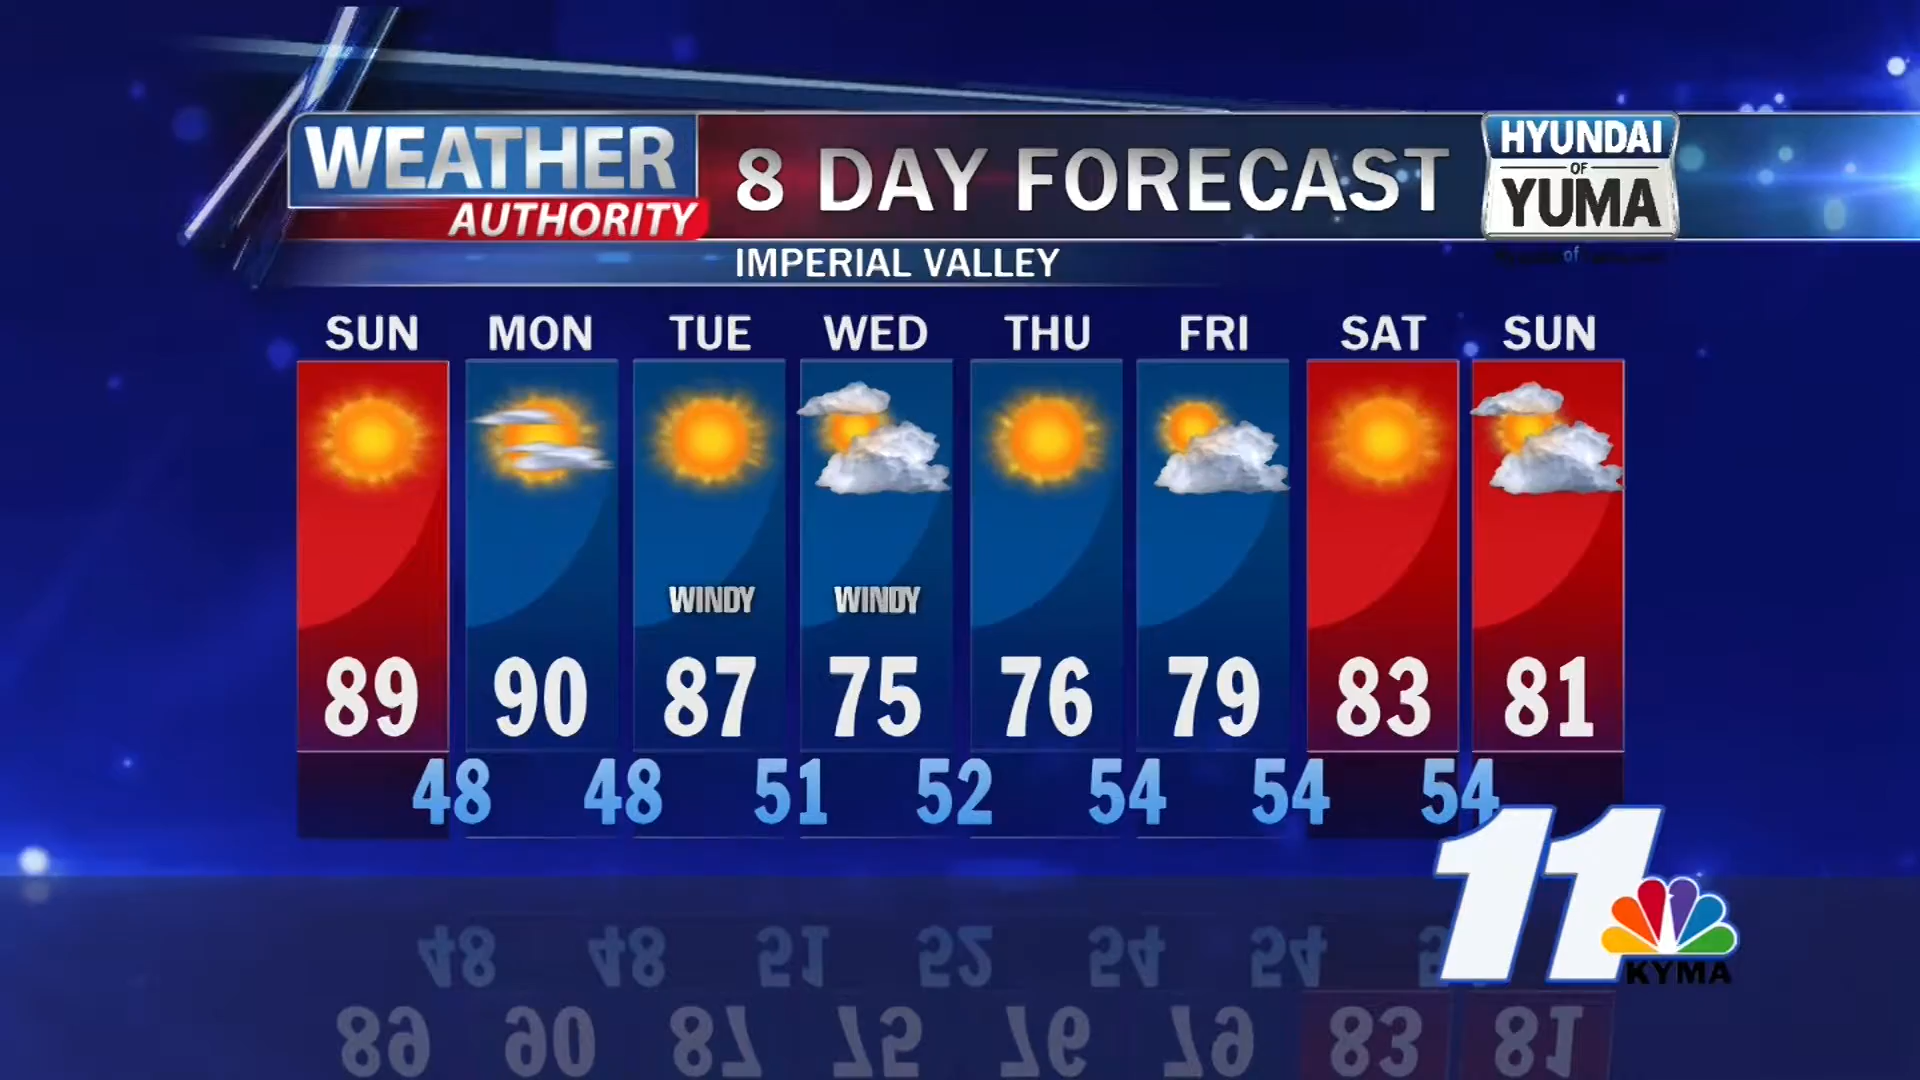 WEATHER
AUTHORITY
8 DAY FORECAST
HYUNDAI
OF
YUMA
IMPERIAL VALLEY
of
SUN MON TUE WED THU FRI SAT SUN
WINDY WINDY
89 90 87 75 76 79 83 81
48 48 51 52 54 54 54
11
KYMA